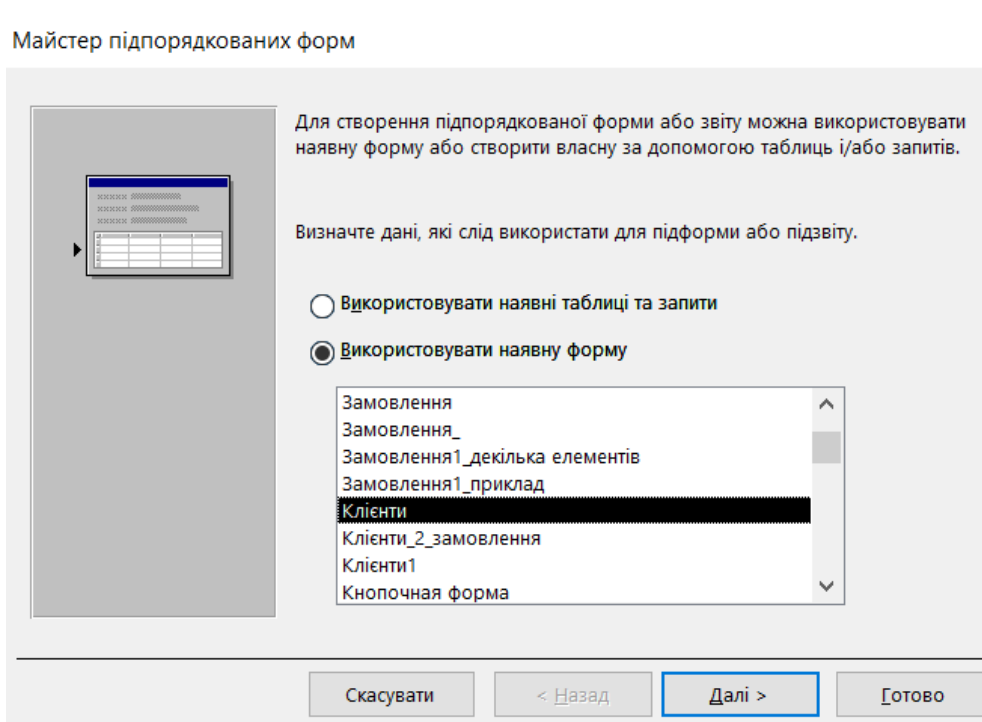 Майстер підпорядкованих форм
Для створення підпорядкованої форми або звіту можна використовувати
наявну форму або створити власну за допомогою таблиць і/або запитів.
Визначте дані, які слід використати для підформи або підзвіту.
Використовувати наявні таблиці та запити
Використовувати наявну форму
Замовлення
Замовлення_
Замовлення1_декілька елементів
Замовлення1_приклад
Клієнти
Клієнти_2_замовлення
Клієнти1
Кнопочная форма
Скасувати
< Назад
Далі >
Готово